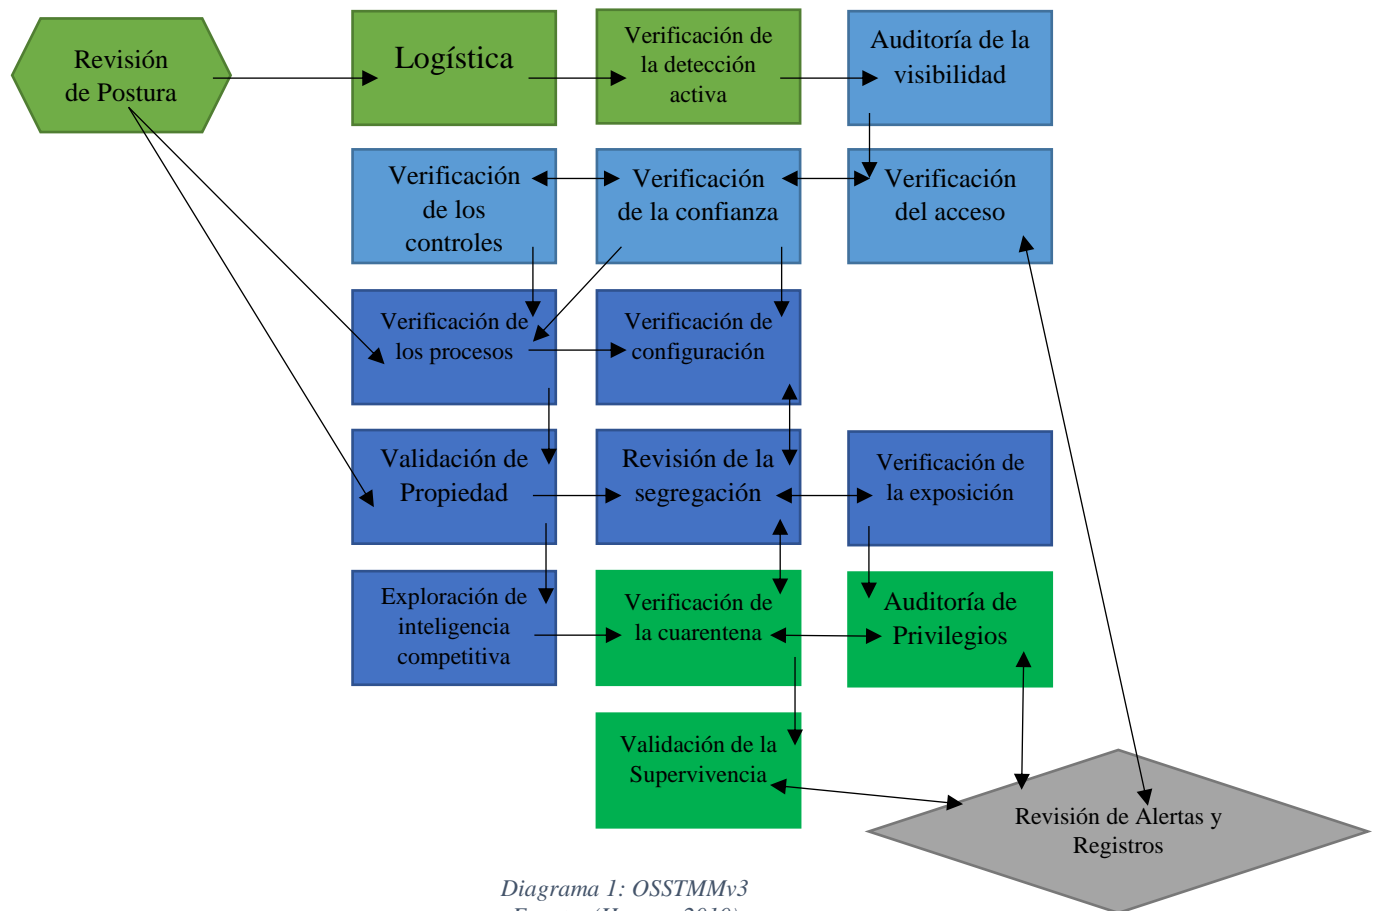 Revisión
de Postura
Logística
Verificación de
la detección
activa
Auditoría de la
visibilidad
Verificación
de los
controles
Verificación
de la confianza
Verificación
del acceso
Verificación de
los procesos
Verificación de
configuración
Validación de
Propiedad
Revisión de la
segregación
Verificación de
la exposición
Exploración de
inteligencia
competitiva
Verificación de
la cuarentena
Auditoría de
Privilegios
Validación de la
Supervivencia
Revisión de Alertas y
Registros
Diagrama 1: OSSTMMv3